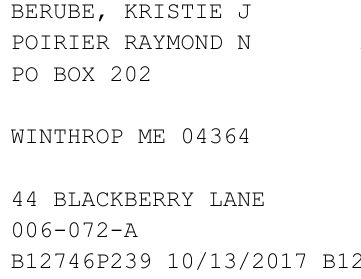 BERUBE, KRISTIE J
POIRIER RAYMOND N
PO BOX 202
WINTHROP ME 04364
44 BLACKBERRY LANE
006-072-A
B12746P239 10/13/2017 B12